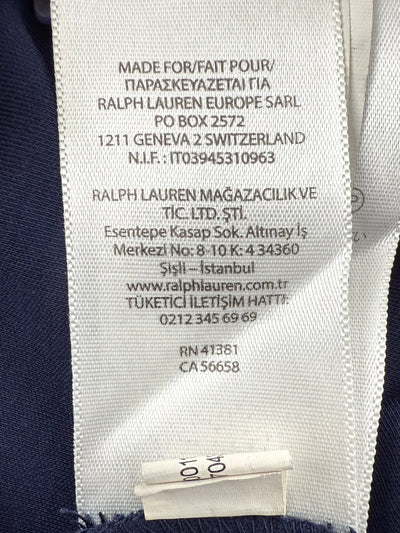 MADE FOR/FAIT POUR/
ΠΑΡΑΣΚΕΥΑΖΕΤΑΙ ΓΙΑ
RALPH LAUREN EUROPE SARL
PO BOX 2572
1211 GENEVA 2 SWITZERLAND
N.I.F.: IT03945310963
RALPH LAUREN MAĞAZACILIK VE
TİC. LTD. ŞTİ.
Esentepe Kasap Sok. Altınay İş
Merkezi No: 8-10 K: 4 34360
Şişli – İstanbul
www.ralphlauren.com.tr
TÜKETİCİ İLETİŞİM HATTI:
0212 345 69 69
RN 41381
CA 56658